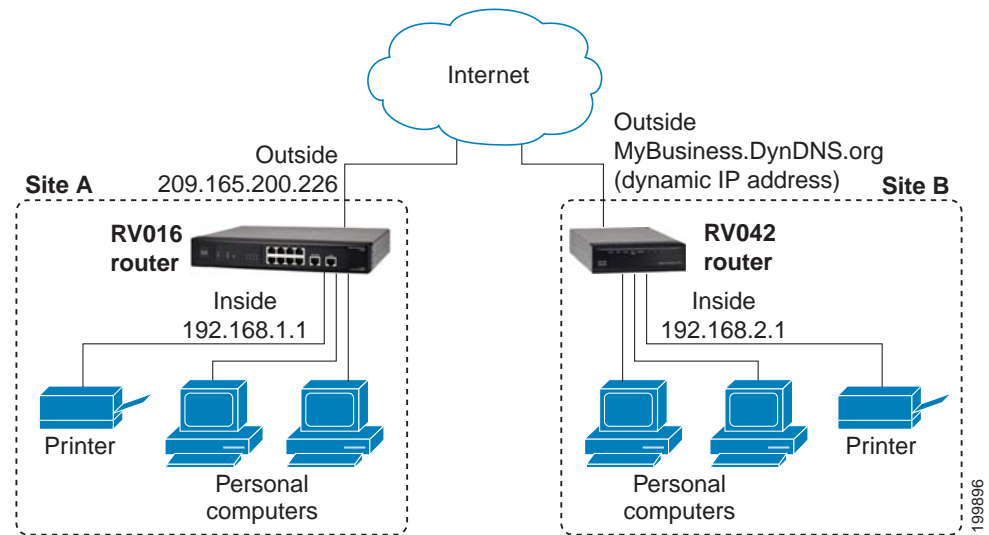 Internet
Outside
209.165.200.226
Outside
MyBusiness.DynDNS.org
(dynamic IP address)
Site A
Site B
RV016
router
RV042
router
Inside
192.168.1.1
Inside
192.168.2.1
Printer
Personal
computers
Personal
computers
Printer
199896